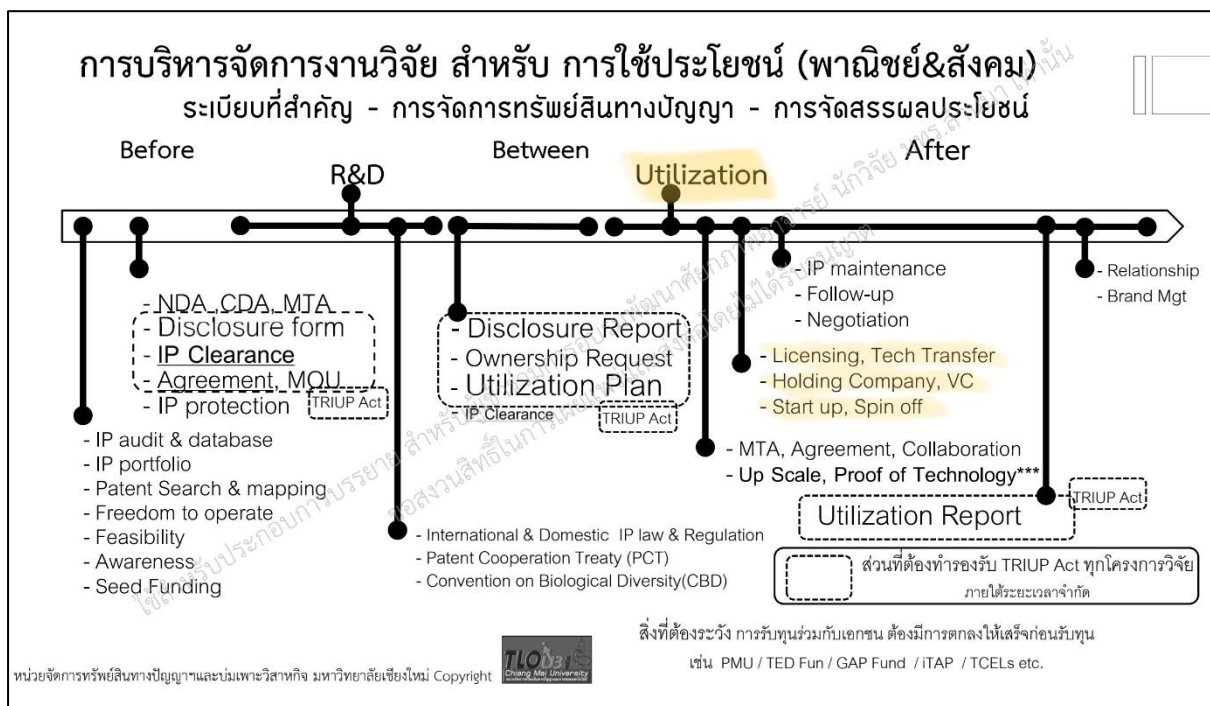 การบริหารจัดการงานวิจัย สำหรับ การใช้ประโยชน์ (พาณิชย์&สังคม)
ระเบียบที่สำคัญ - การจัดการทรัพย์สินทางปัญญา - การจัดสรรผลประโยชน์
Before
R&D
Between
Utilization
After
- NDA, CDA, MTA
- Disclosure form
- IP Clearance
- Agreement, MOU
- IP protection
TRIUP Act
- IP audit & database
- IP portfolio
- Patent Search & mapping
- Freedom to operate
- Feasibility
- Awareness
- Seed Funding
- International & Domestic IP law & Regulation
- Patent Cooperation Treaty (PCT)
- Convention on Biological Diversity(CBD)
- Disclosure Report
- Ownership Request
- Utilization Plan
- IP Clearance
TRIUP Act
- IP maintenance
- Follow-up
- Negotiation
- Licensing, Tech Transfer
- Holding Company, VC
- Start up, Spin off
- MTA, Agreement, Collaboration
- Up Scale, Proof of Technology***
- Relationship
- Brand Mgt
Utilization Report
TRIUP Act
ส่วนที่ต้องทำรองรับ TRIUP Act ทุกโครงการวิจัย
ภายใต้ระยะเวลาจำกัด
สิ่งที่ต้องระวัง การรับทุนร่วมกับเอกชน ต้องมีการตกลงให้เสร็จก่อนรับทุน
เช่น PMU / TED Fun / GAP Fund / iTAP / TCELs etc.
หน่วยจัดการทรัพย์สินทางปัญญาฯและบ่มเพาะวิสาหกิจ มหาวิทยาลัยเชียงใหม่ Copyright
TLO
Chiang Mai University